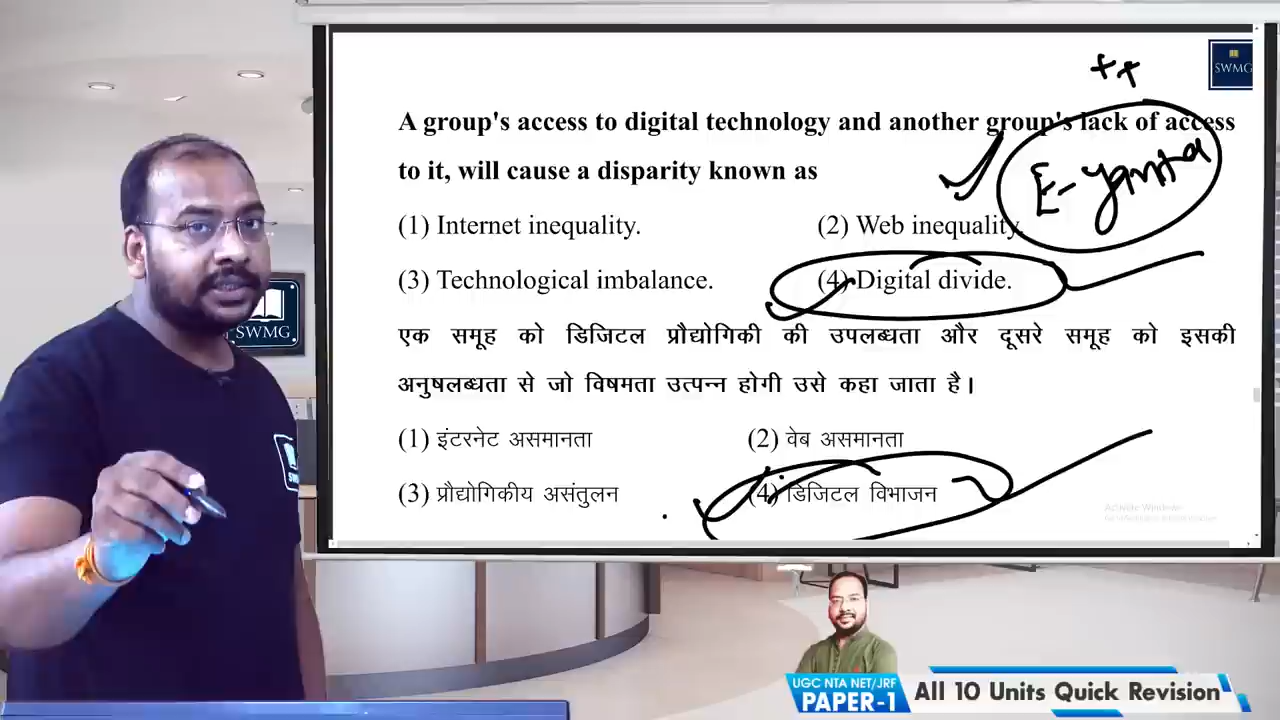 SWMG
A group's access to digital technology and another group's lack of access
to it, will cause a disparity known as
E-Yantra
(1) Internet inequality.
(2) Web inequality.
(3) Technological imbalance.
(4) Digital divide.
एक समूह को डिजिटल प्रौद्योगिकी की उपलब्धता और दूसरे समूह को इसकी
अनुषलब्धता से जो विषमता उत्पन्न होगी उसे कहा जाता है।
(1) इंटरनेट असमानता
(2) वेब असमानता
(3) प्रौद्योगिकीय असंतुलन
(4) डिजिटल विभाजन
SWMG
Activate Windows
UGC NTA NET/JRF
PAPER-1
All 10 Units Quick Revision